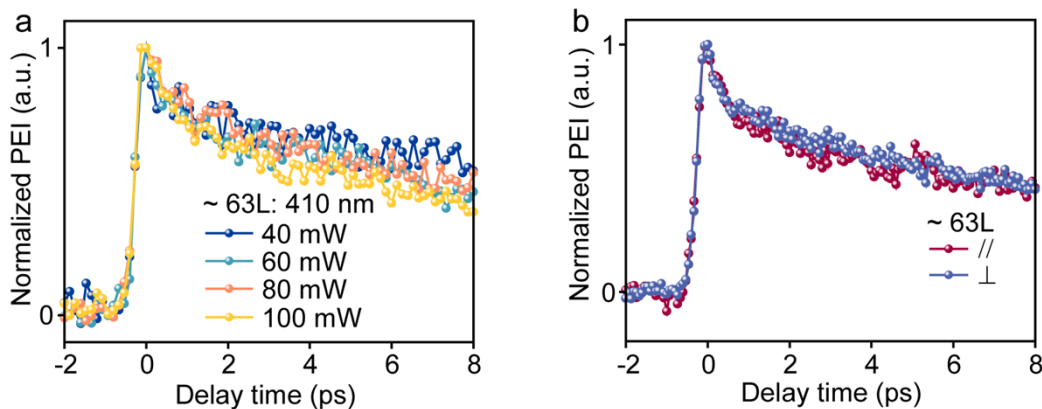 a
Normalized PEI (a.u.)
1
0
~ 63L: 410 nm
40 mW
60 mW
80 mW
100 mW
-2 0 2 4 6 8
Delay time (ps)
b
Normalized PEI (a.u.)
1
0
~ 63L
//
⊥
-2 0 2 4 6 8
Delay time (ps)